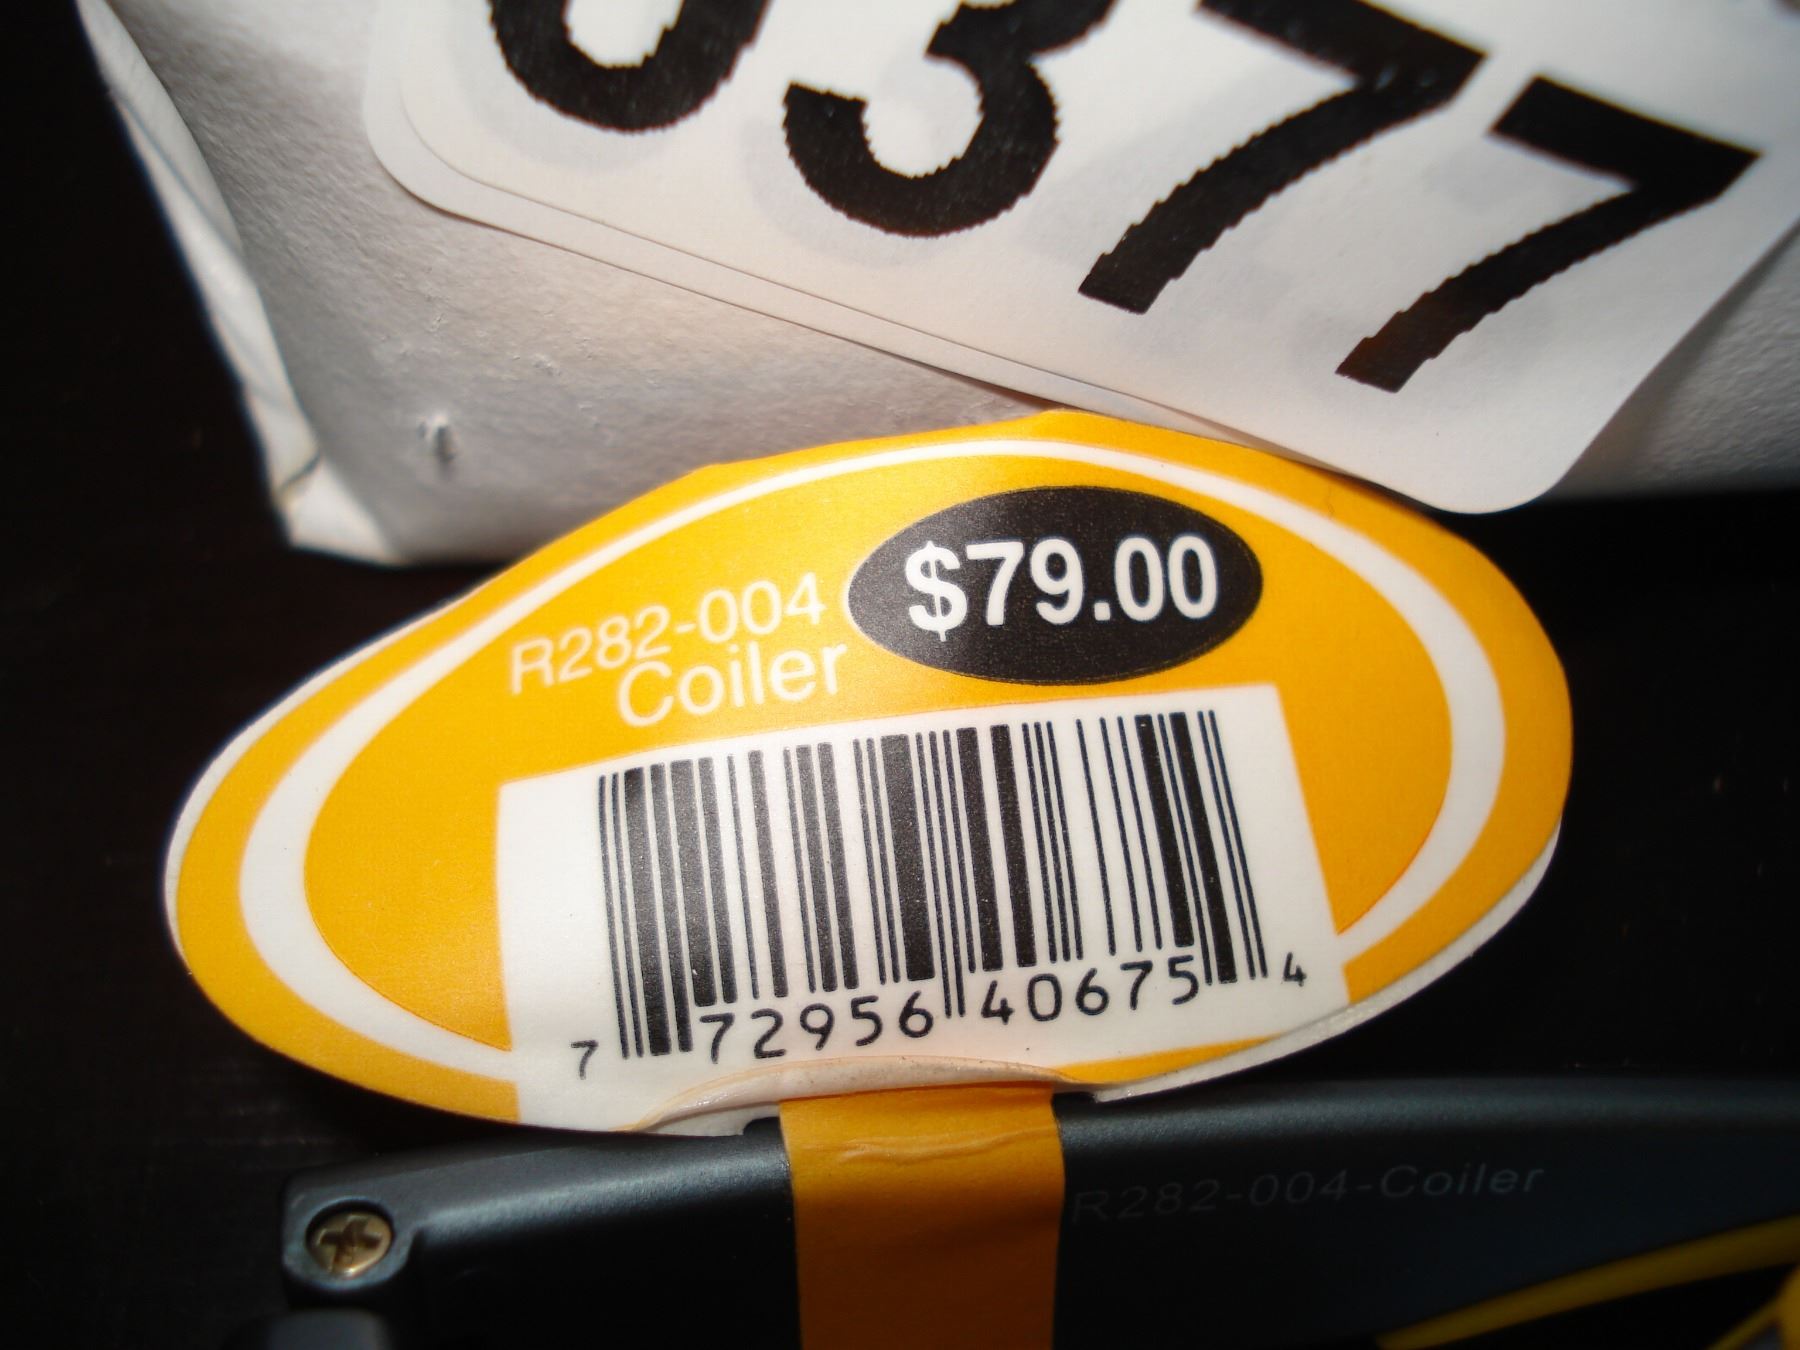 377
$79.00
R282-004
Coiler
7 72956 40675 4
R282-004-Coiler